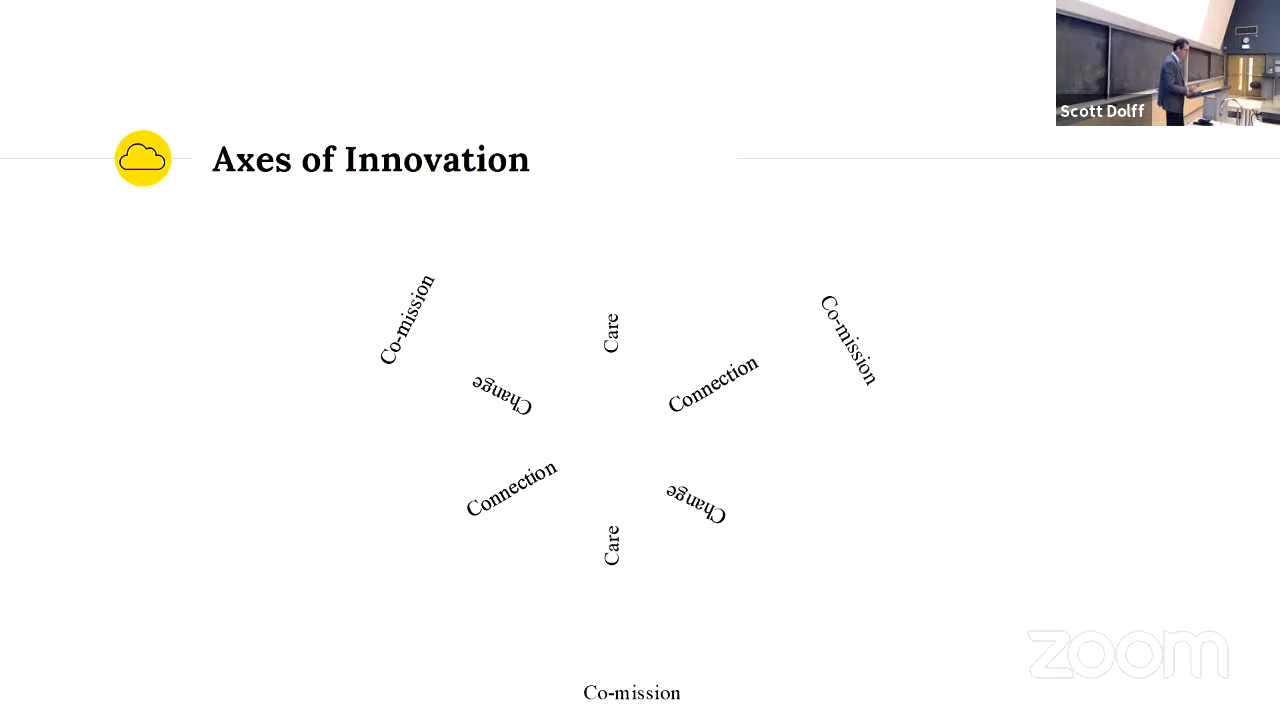 Scott Dolff
Axes of Innovation
Co-mission
Care
Co-mission
Change
Connection
Connection
Change
Care
zoom
Co-mission